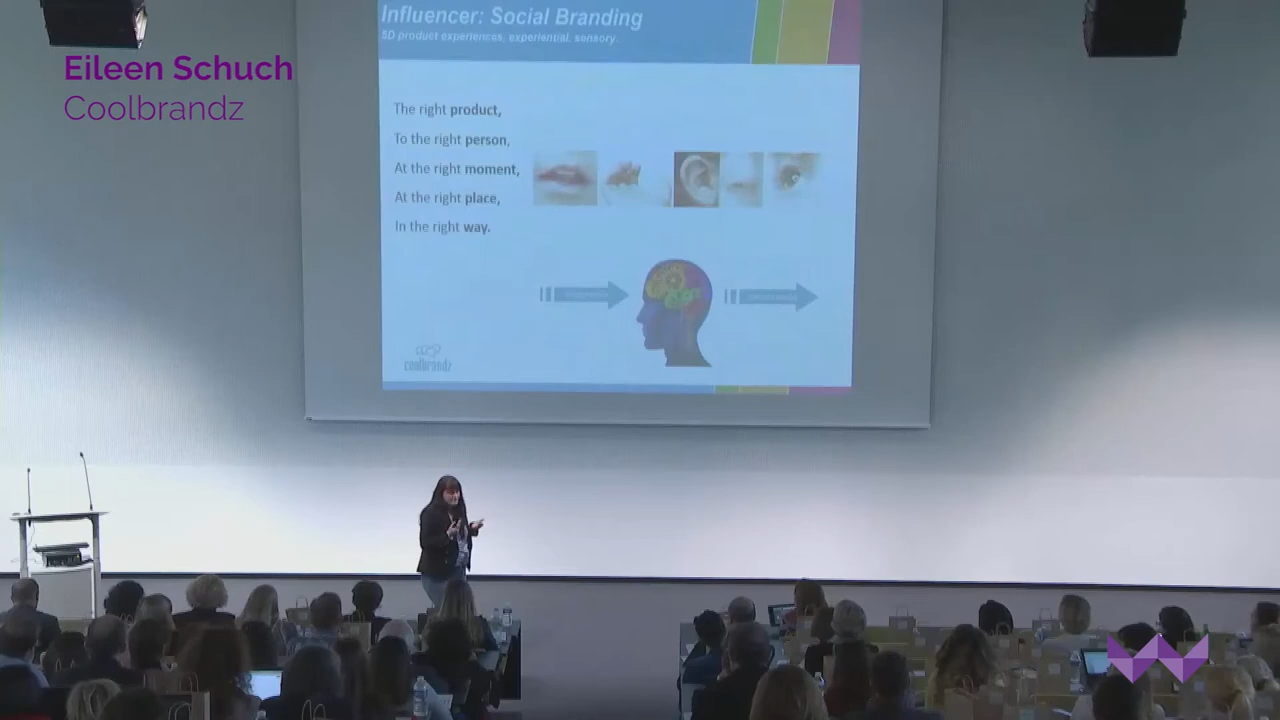 Influencer: Social Branding
5D product experiences, experiential, sensory.
Eileen Schuch
Coolbrandz
The right product,
To the right person,
At the right moment,
At the right place,
In the right way.
coolbrandz